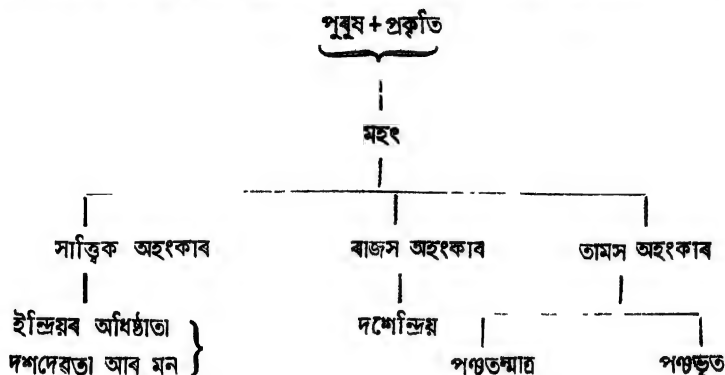 পুৰুষ + প্ৰকৃতি
মহৎ
সাত্ত্বিক অহংকাৰ ৰাজস অহংকাৰ তামস অহংকাৰ
ইন্দ্ৰিয়ৰ অধিষ্ঠাতা দশেন্দ্ৰিয়
দশদেৱতা আৰু মন পঞ্চতন্মাত্ৰ পঞ্চভূত